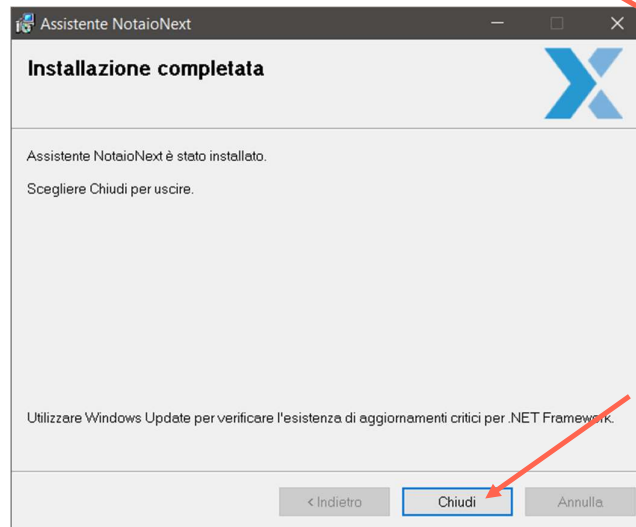 Assistente NotaioNext
Installazione completata
Assistente NotaioNext è stato installato.
Scegliere Chiudi per uscire.
Utilizzare Windows Update per verificare l'esistenza di aggiornamenti critici per .NET Framework.
< Indietro
Chiudi
Annulla